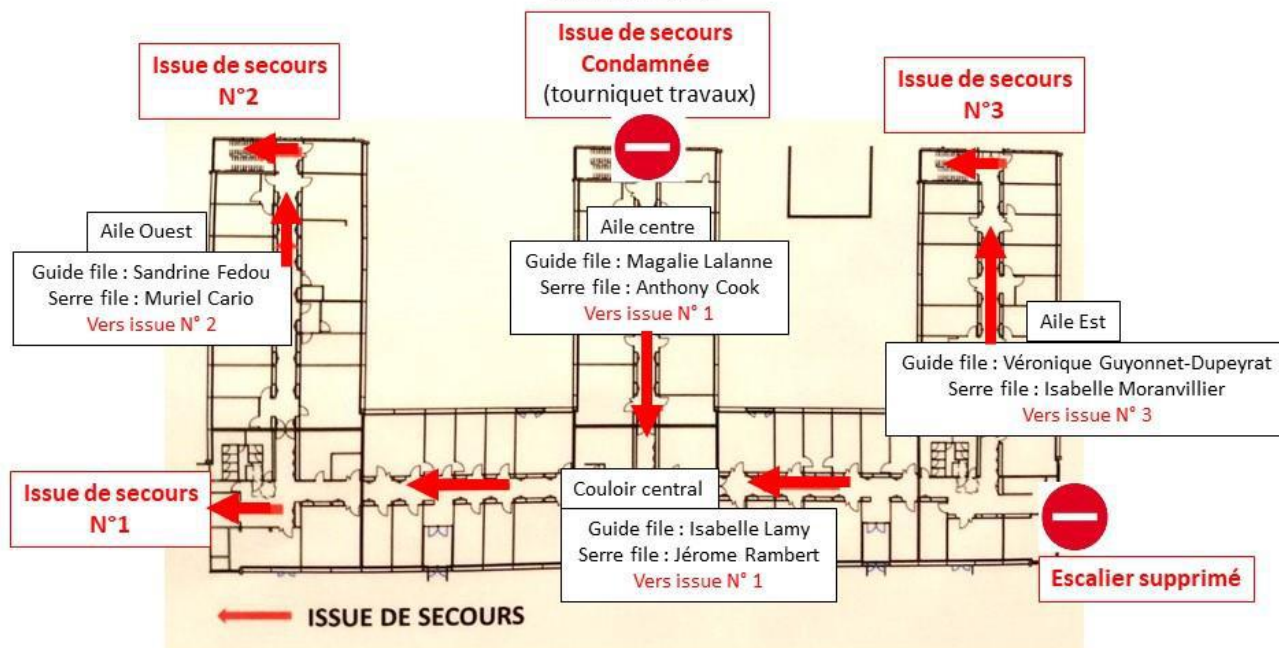 Issue de secours
N°2
Issue de secours
Condamnée
(tourniquet travaux)
Issue de secours
N°3
Aile Ouest
Guide file : Sandrine Fedou
Serre file : Muriel Cario
Vers issue N° 2
Aile centre
Guide file : Magalie Lalanne
Serre file : Anthony Cook
Vers issue N° 1
Aile Est
Guide file : Véronique Guyonnet-Dupeyrat
Serre file : Isabelle Moranvillier
Vers issue N° 3
Issue de secours
N°1
Couloir central
Guide file : Isabelle Lamy
Serre file : Jérome Rambert
Vers issue N° 1
Escalier supprimé
ISSUE DE SECOURS